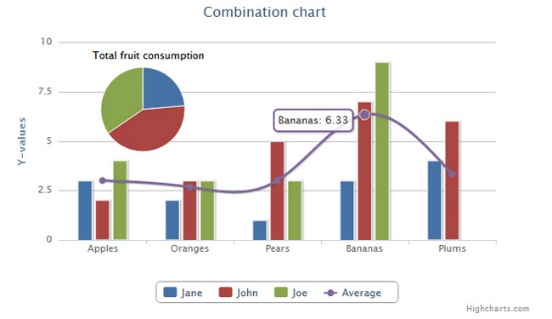 Combination chart
Total fruit consumption
Y-values
10
7.5
5
2.5
0
Bananas: 6.33
Apples
Oranges
Pears
Bananas
Plums
Jane
John
Joe
Average
Highcharts.com